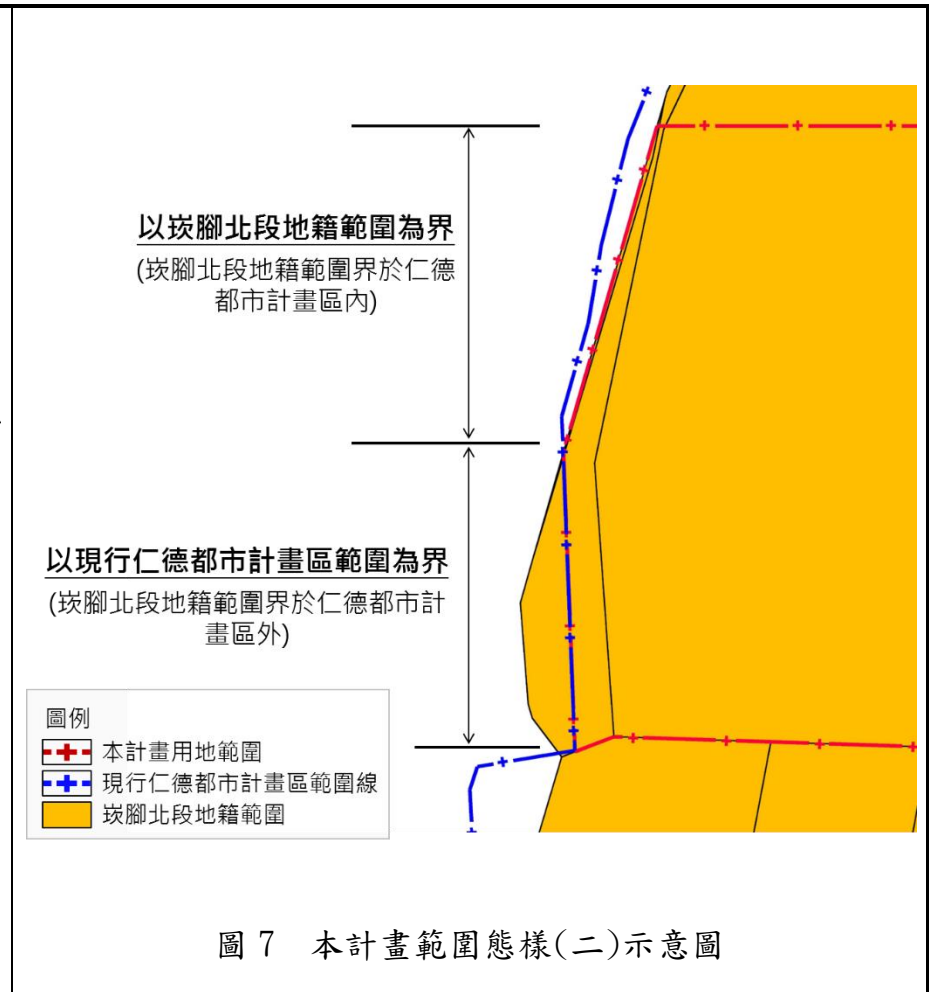 以崁腳北段地籍範圍為界
(崁腳北段地籍範圍界於仁德
都市計畫區內)
以現行仁德都市計畫區範圍為界
(崁腳北段地籍範圍界於仁德都市計
畫區外)
圖例
本計畫用地範圍
現行仁德都市計畫區範圍線
崁腳北段地籍範圍
圖 7 本計畫範圍態樣(二)示意圖